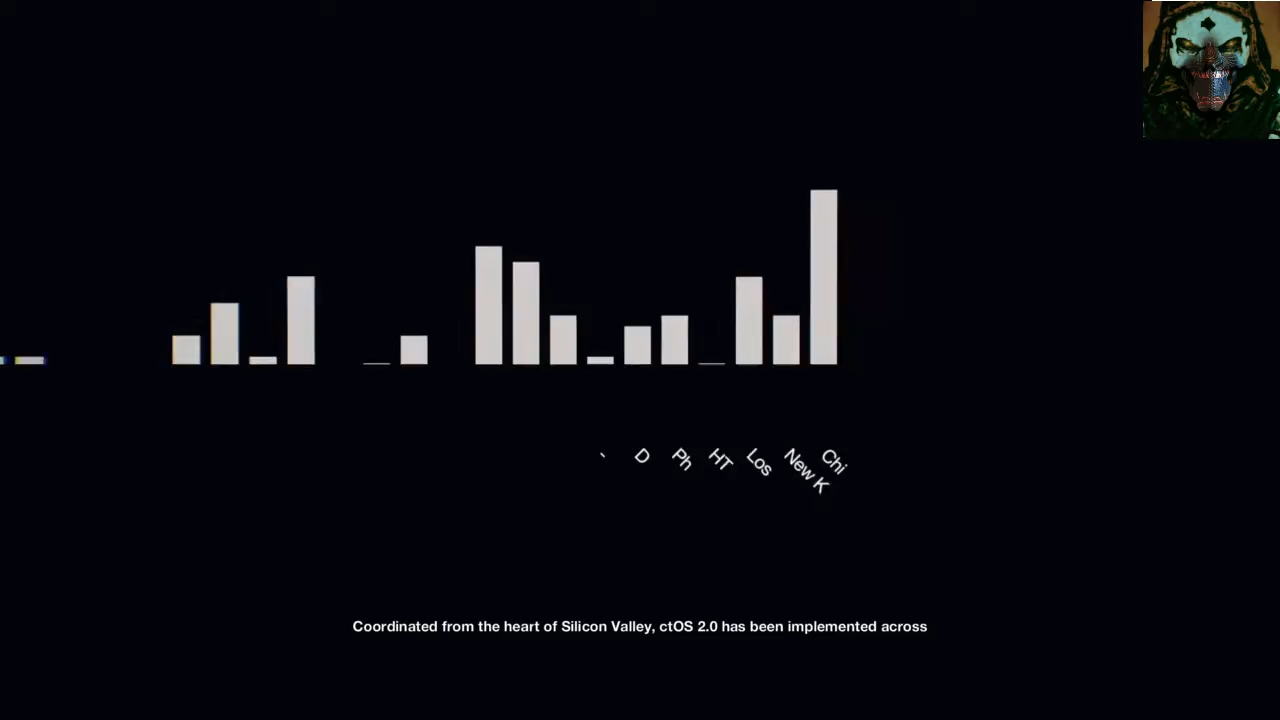 D
Ph
HT
Los
New K
Chi
Coordinated from the heart of Silicon Valley, ctOS 2.0 has been implemented across